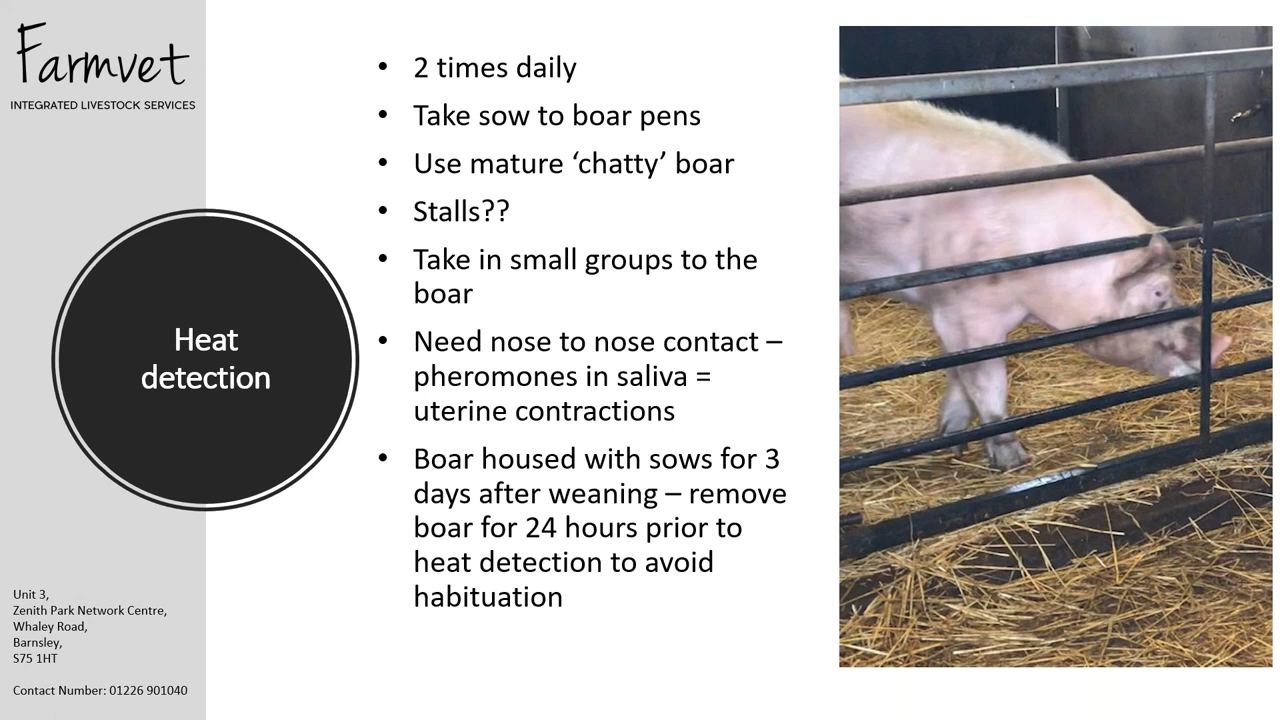 Farmvet
INTEGRATED LIVESTOCK SERVICES
Heat
detection
• 2 times daily
• Take sow to boar pens
• Use mature ‘chatty’ boar
• Stalls??
• Take in small groups to the
boar
• Need nose to nose contact –
pheromones in saliva =
uterine contractions
• Boar housed with sows for 3
days after weaning – remove
boar for 24 hours prior to
heat detection to avoid
habituation
Unit 3,
Zenith Park Network Centre,
Whaley Road,
Barnsley,
S75 1HT
Contact Number: 01226 901040